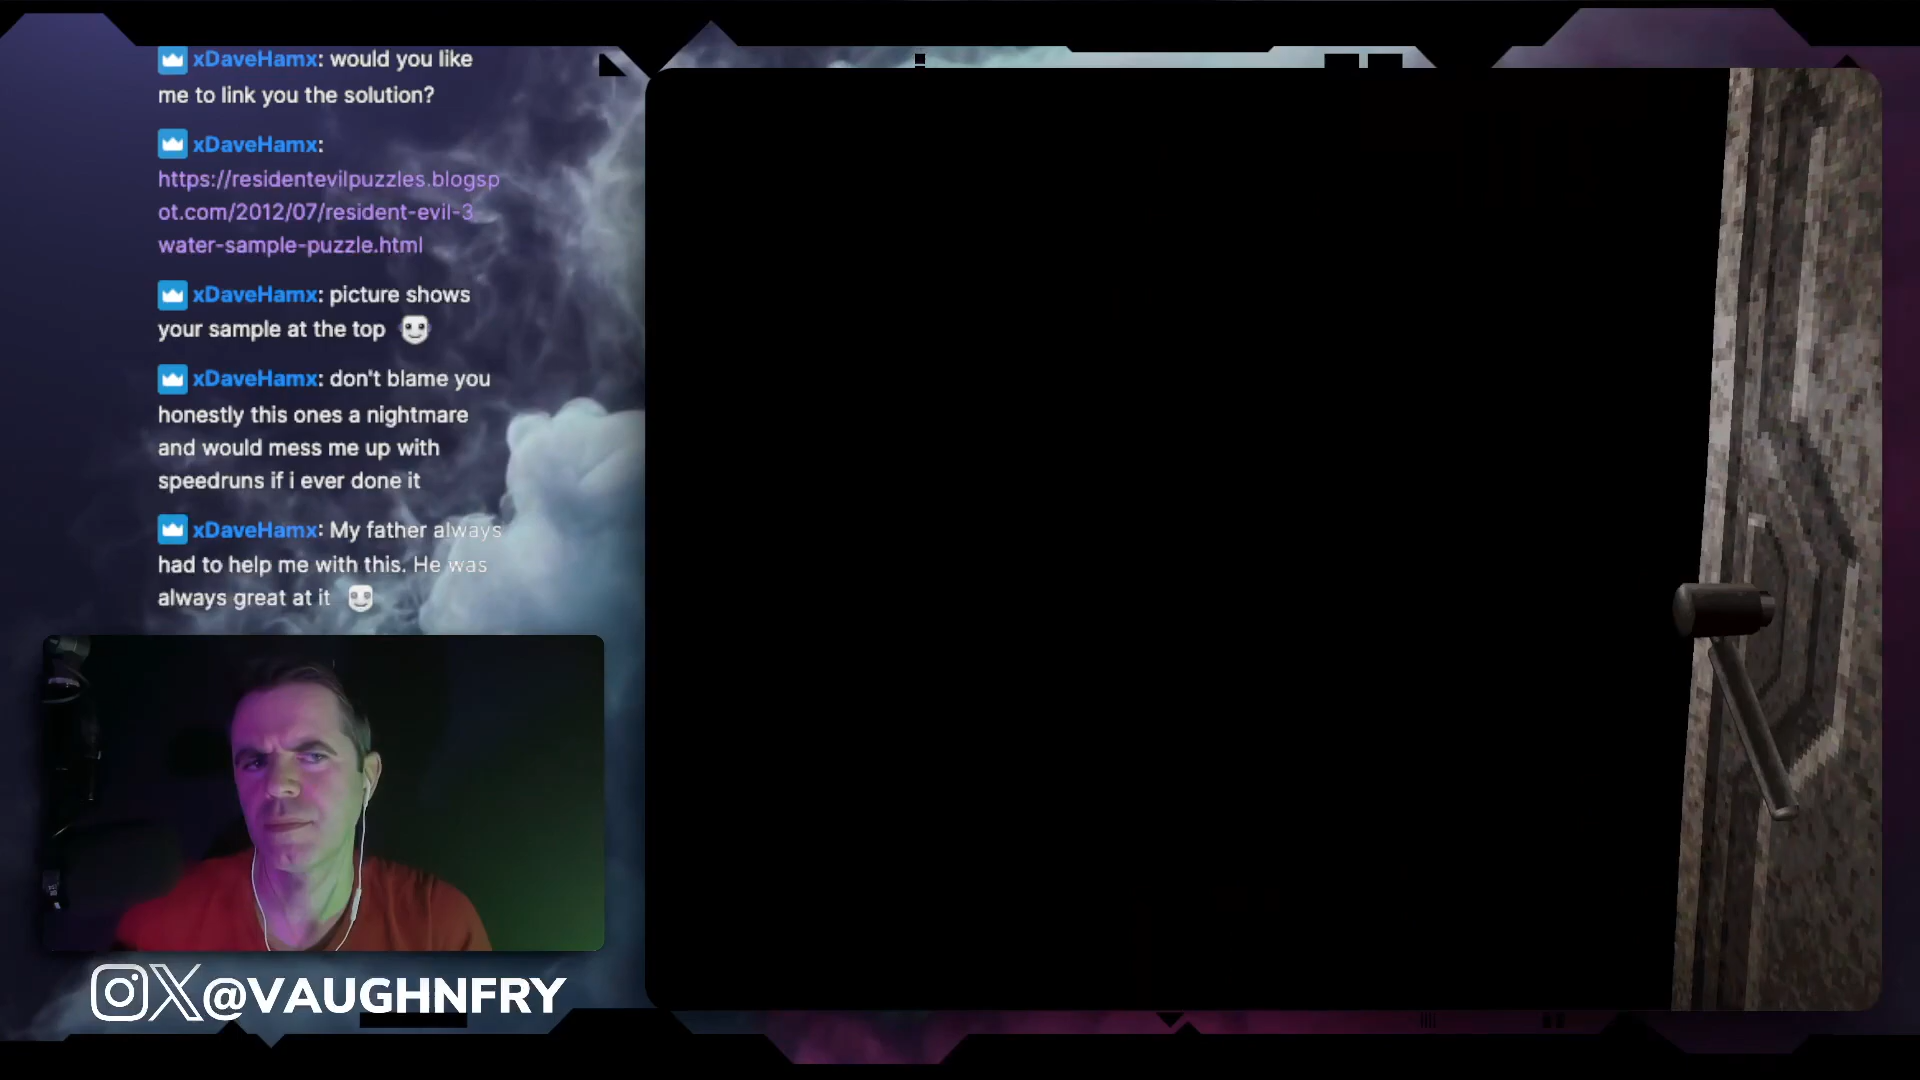 xDaveHamx: would you like
me to link you the solution?
xDaveHamx:
https://residentevilpuzzles.blogsp
ot.com/2012/07/resident-evil-3
water-sample-puzzle.html
xDaveHamx: picture shows
your sample at the top
xDaveHamx: don't blame you
honestly this ones a nightmare
and would mess me up with
speedruns if i ever done it
xDaveHamx: My father always
had to help me with this. He was
always great at it
@VAUGHNFRY